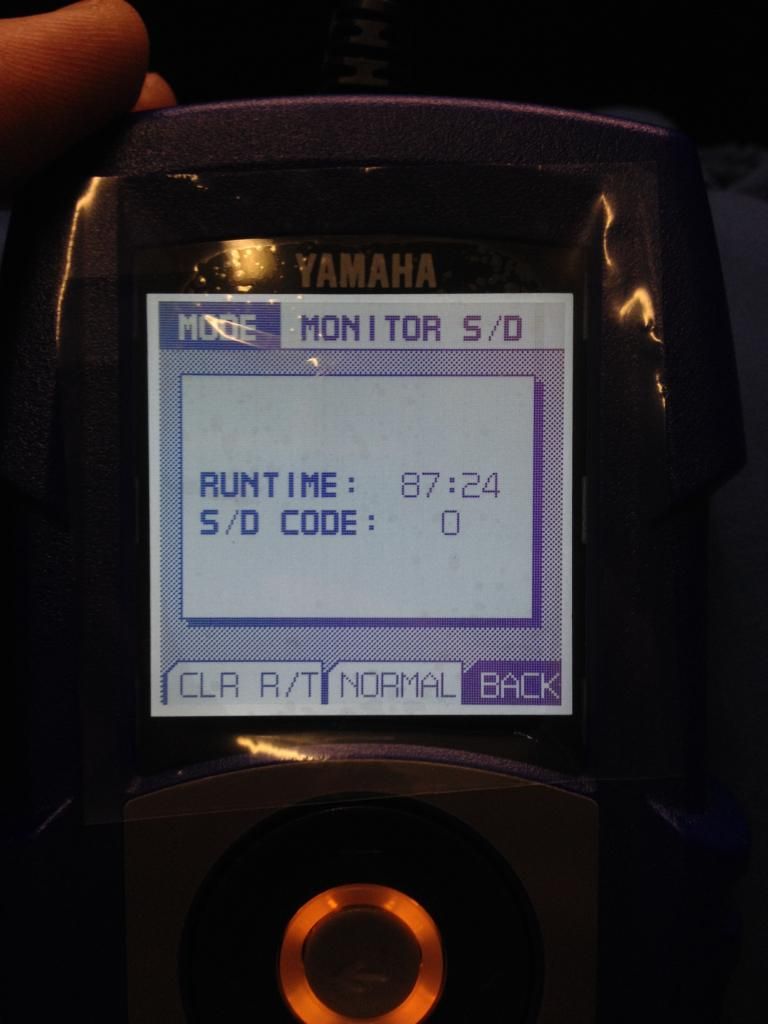 YAMAHA
MODE MONITOR S/D
RUNTIME: 87:24
S/D CODE: 0
CLR R/T NORMAL BACK